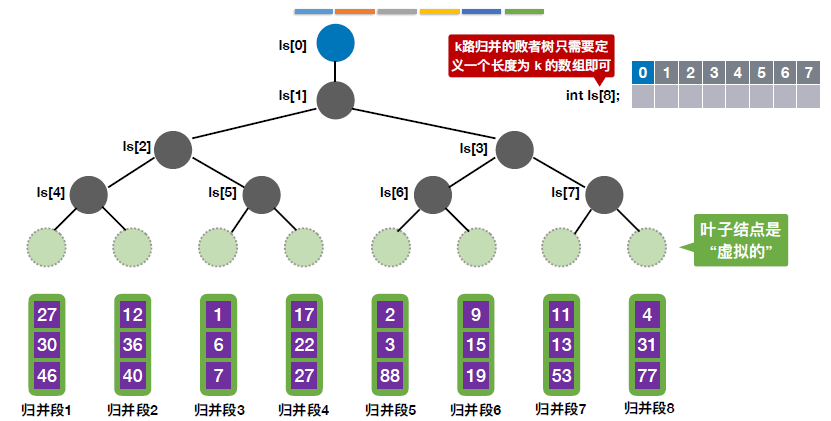 ls[0]
k路归并的败者树只需要定
义一个长度为 k 的数组即可
0 1 2 3 4 5 6 7
int ls[8];
ls[1]
ls[2]
ls[3]
ls[4]
ls[5]
ls[6]
ls[7]
叶子结点是
“虚拟的”
27 12 1 17 2 9 11 4
30 36 6 22 3 15 13 31
46 40 7 27 88 19 53 77
归并段1 归并段2 归并段3 归并段4 归并段5 归并段6 归并段7 归并段8